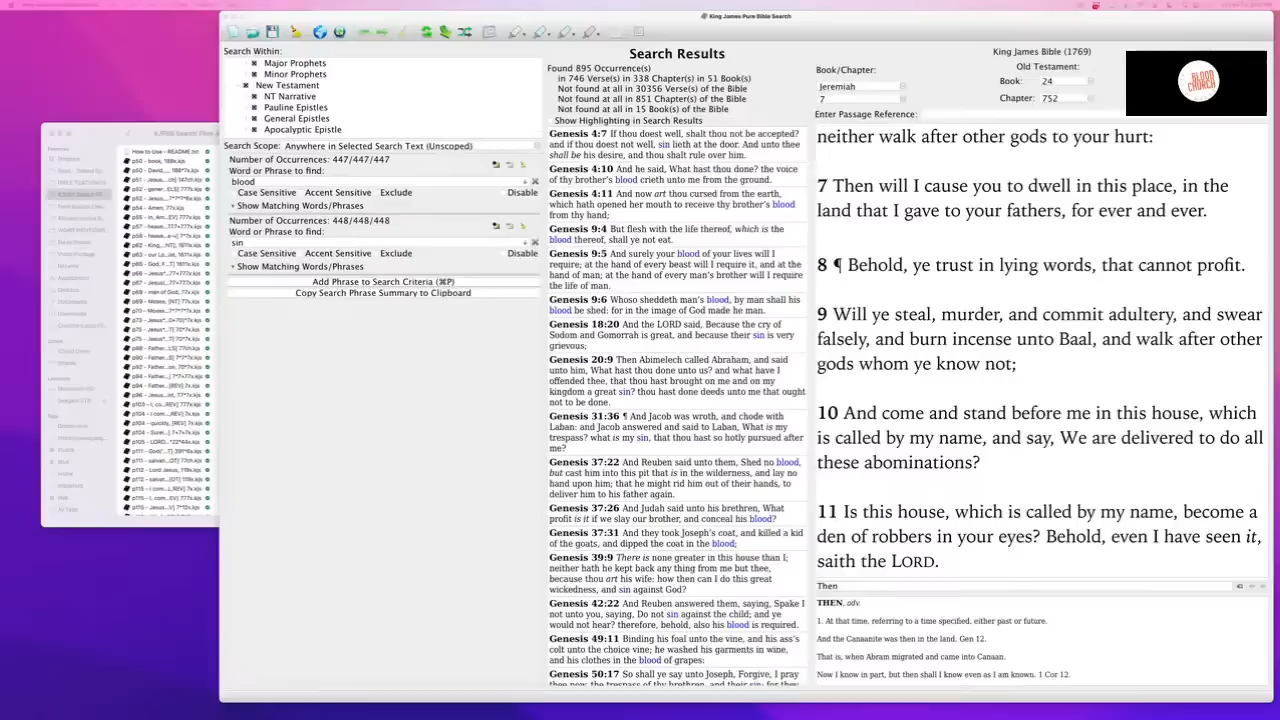 King James Pure Bible Search
Search Within:
Major Prophets
Minor Prophets
New Testament
NT Narrative
Pauline Epistles
General Epistles
Apocalyptic Epistle
Search Scope: Anywhere in Selected Search Text (Unscoped)
Number of Occurrences: 447/447/447
Word or Phrase to find:
blood
Case Sensitive Accent Sensitive Exclude Disable
Show Matching Words/Phrases
Number of Occurrences: 448/448/448
Word or Phrase to find:
sin
Case Sensitive Accent Sensitive Exclude Disable
Show Matching Words/Phrases
Add Phrase to Search Criteria (⌘P)
Copy Search Phrase Summary to Clipboard
Search Results
Found 895 Occurrence(s)
in 746 Verse(s) in 338 Chapter(s) in 51 Book(s)
Not found at all in 30356 Verse(s) of the Bible
Not found at all in 851 Chapter(s) of the Bible
Not found at all in 15 Book(s) of the Bible
Show Highlighting in Search Results
Genesis 4:7 If thou doest well, shalt thou not be accepted?
and if thou doest not well, sin lieth at the door. And unto thee
shall be his desire, and thou shalt rule over him.
Genesis 4:10 And he said, What hast thou done? the voice
of thy brother's blood crieth unto me from the ground.
Genesis 4:11 And now art thou cursed from the earth,
which hath opened her mouth to receive thy brother's blood
from thy hand;
Genesis 9:4 But flesh with the life thereof, which is the
blood thereof, shall ye not eat.
Genesis 9:5 And surely your blood of your lives will I
require; at the hand of every beast will I require it, and at the
hand of man; at the hand of every man's brother will I require
the life of man.
Genesis 9:6 Whoso sheddeth man's blood, by man shall his
blood be shed: for in the image of God made he man.
Genesis 18:20 And the LORD said, Because the cry of
Sodom and Gomorrah is great, and because their sin is very
grievous;
Genesis 20:9 Then Abimelech called Abraham, and said
unto him, What hast thou done unto us? and what have I
offended thee, that thou hast brought on me and on my
kingdom a great sin? thou hast done deeds unto me that ought
not to be done.
Genesis 31:36 ¶ And Jacob was wroth, and chode with
Laban: and Jacob answered and said to Laban, What is my
trespass? what is my sin, that thou hast so hotly pursued after
me?
Genesis 37:22 And Reuben said unto them, Shed no blood,
but cast him into this pit that is in the wilderness, and lay no
hand upon him; that he might rid him out of their hands, to
deliver him to his father again.
Genesis 37:26 And Judah said unto his brethren, What
profit is it if we slay our brother, and conceal his blood?
Genesis 37:31 And they took Joseph's coat, and killed a kid
of the goats, and dipped the coat in the blood;
Genesis 39:9 There is none greater in this house than I;
neither hath he kept back any thing from me but thee,
because thou art his wife: how then can I do this great
wickedness, and sin against God?
Genesis 42:22 And Reuben answered them, saying, Spake I
not unto you, saying, Do not sin against the child; and ye
would not hear? therefore, behold, also his blood is required.
Genesis 49:11 Binding his foal unto the vine, and his ass's
colt unto the choice vine; he washed his garments in wine,
and his clothes in the blood of grapes:
Genesis 50:17 So shall ye say unto Joseph, Forgive, I pray
thee now, the trespass of thy brethren, and their sin; for they
King James Bible (1769)
Book/Chapter:
Jeremiah
7
Old Testament:
Book: 24
Chapter: 752
Enter Passage Reference:
BLOOD
CHURCH
neither walk after other gods to your hurt:
7 Then will I cause you to dwell in this place, in the
land that I gave to your fathers, for ever and ever.
8 ¶ Behold, ye trust in lying words, that cannot profit.
9 Will ye steal, murder, and commit adultery, and swear
falsely, and burn incense unto Baal, and walk after other
gods whom ye know not;
10 And come and stand before me in this house, which
is called by my name, and say, We are delivered to do all
these abominations?
11 Is this house, which is called by my name, become a
den of robbers in your eyes? Behold, even I have seen it,
saith the LORD.
Then
THEN, adv.
1. At that time, referring to a time specified, either past or future.
And the Canaanite was then in the land. Gen 12.
That is, when Abram migrated and came into Canaan.
Now I know in part, but then shall I know even as I am known. 1 Cor 12.